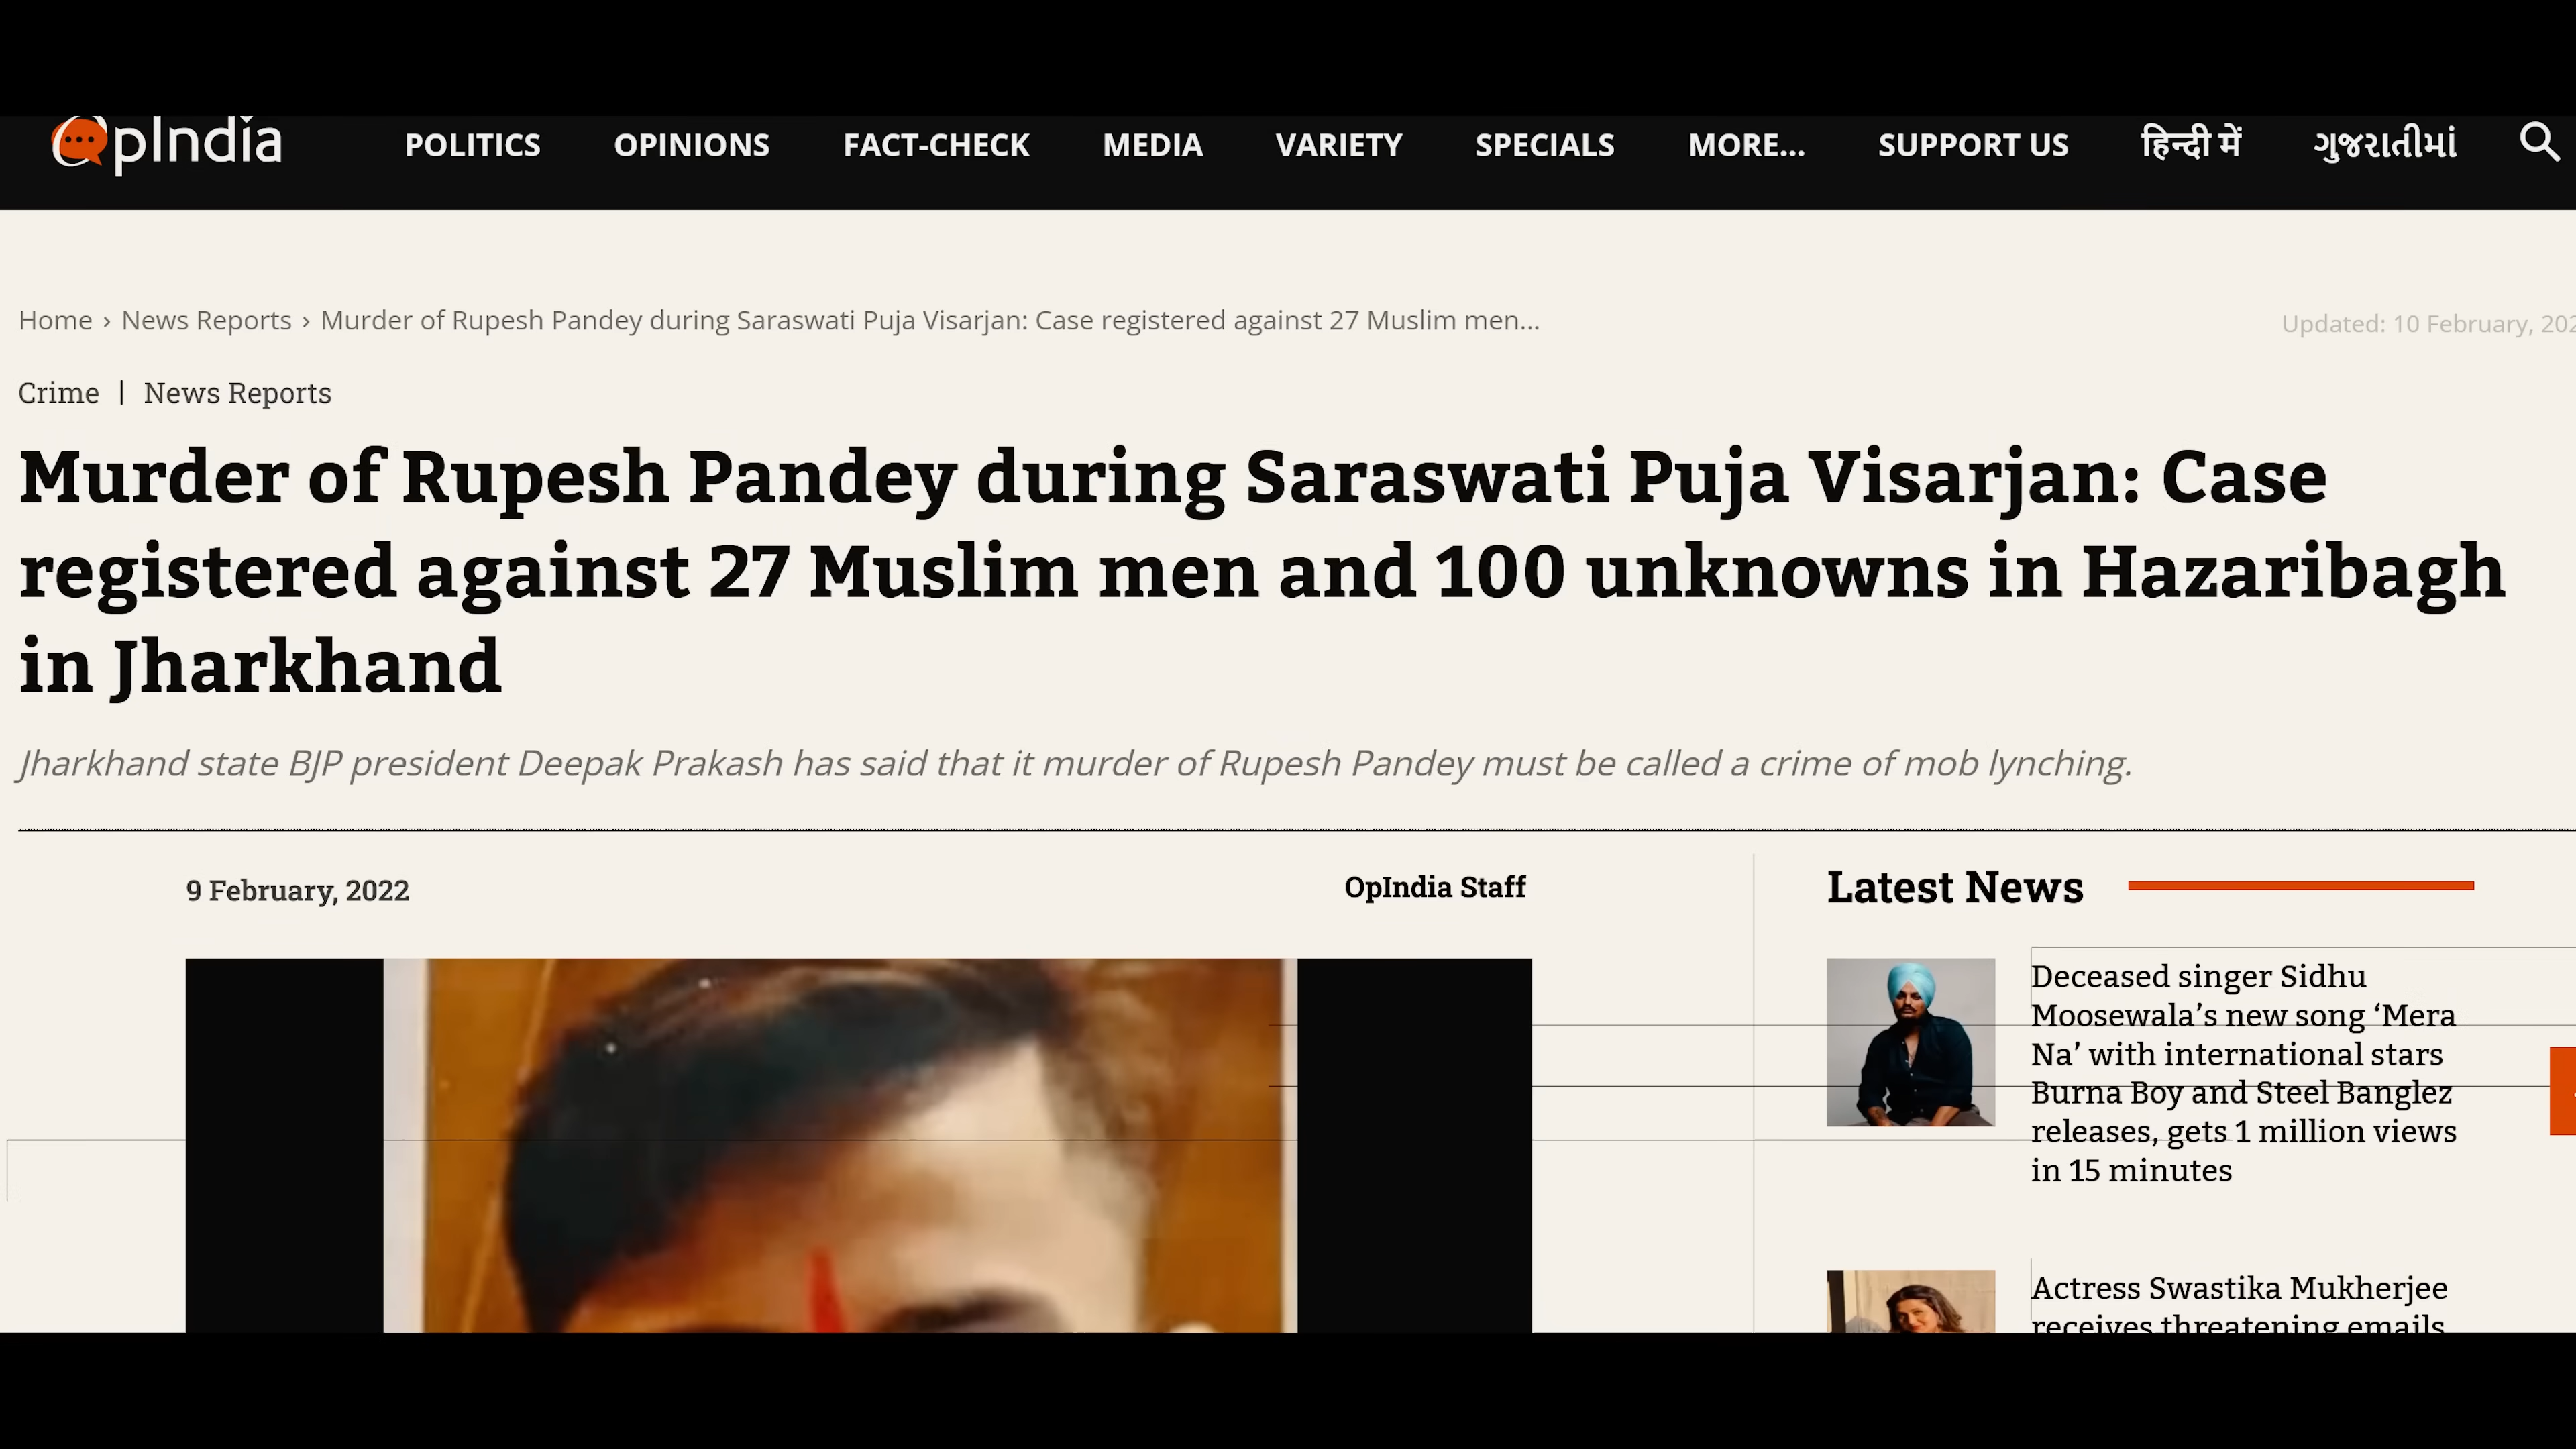 OpIndia
POLITICS OPINIONS FACT-CHECK MEDIA VARIETY SPECIALS MORE... SUPPORT US हिन्दी में ગુજરાતીમાં
Home › News Reports › Murder of Rupesh Pandey during Saraswati Puja Visarjan: Case registered against 27 Muslim men...
Updated: 10 February,
Crime | News Reports
Murder of Rupesh Pandey during Saraswati Puja Visarjan: Case
registered against 27 Muslim men and 100 unknowns in Hazaribagh
in Jharkhand
Jharkhand state BJP president Deepak Prakash has said that it murder of Rupesh Pandey must be called a crime of mob lynching.
9 February, 2022
OpIndia Staff
Latest News
Deceased singer Sidhu
Moosewala’s new song ‘Mera
Na’ with international stars
Burna Boy and Steel Banglez
releases, gets 1 million views
in 15 minutes
Actress Swastika Mukherjee
receives threatening emails